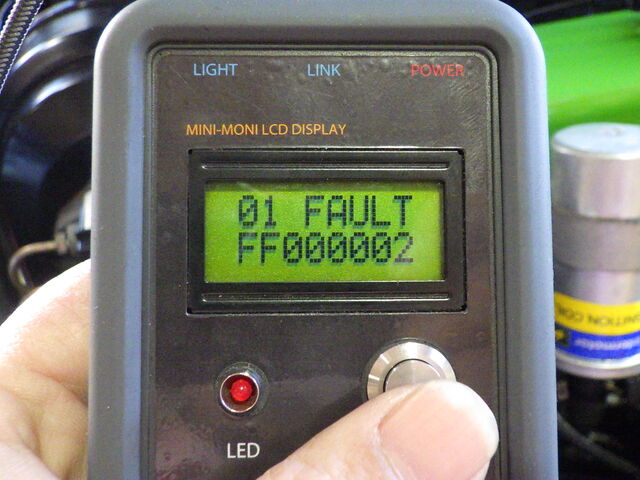 LIGHT LINK POWER
MINI-MONI LCD DISPLAY
01 FAULT
FF000002
LED